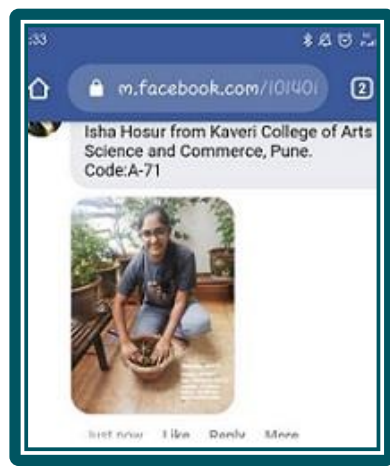 :33
m.facebook.com/101401
2
Isha Hosur from Kaveri College of Arts
Science and Commerce, Pune.
Code:A-71
Just now Like Reply More